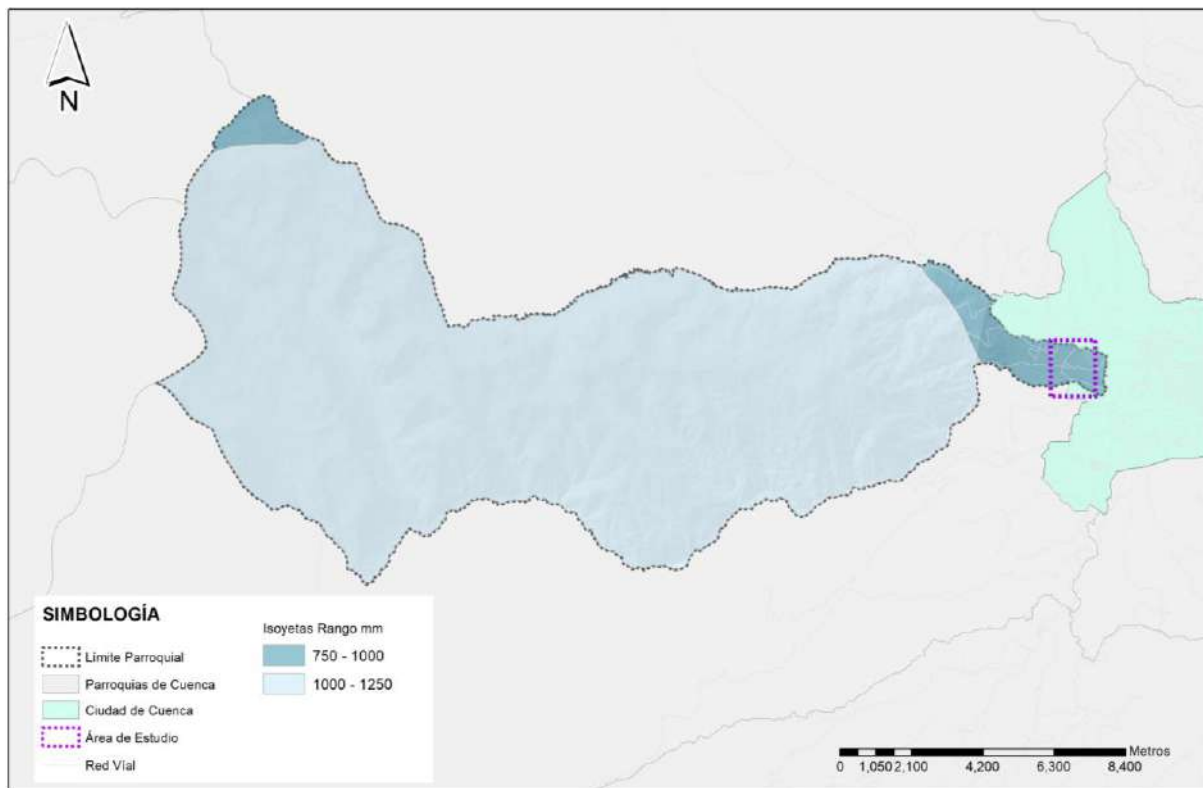 N
SIMBOLOGÍA
Límite Parroquial
Parroquias de Cuenca
Ciudad de Cuenca
Área de Estudio
Red Vial
Isoyetas Rango mm
750 - 1000
1000 - 1250
Metros
0 1,050 2,100 4,200 6,300 8,400